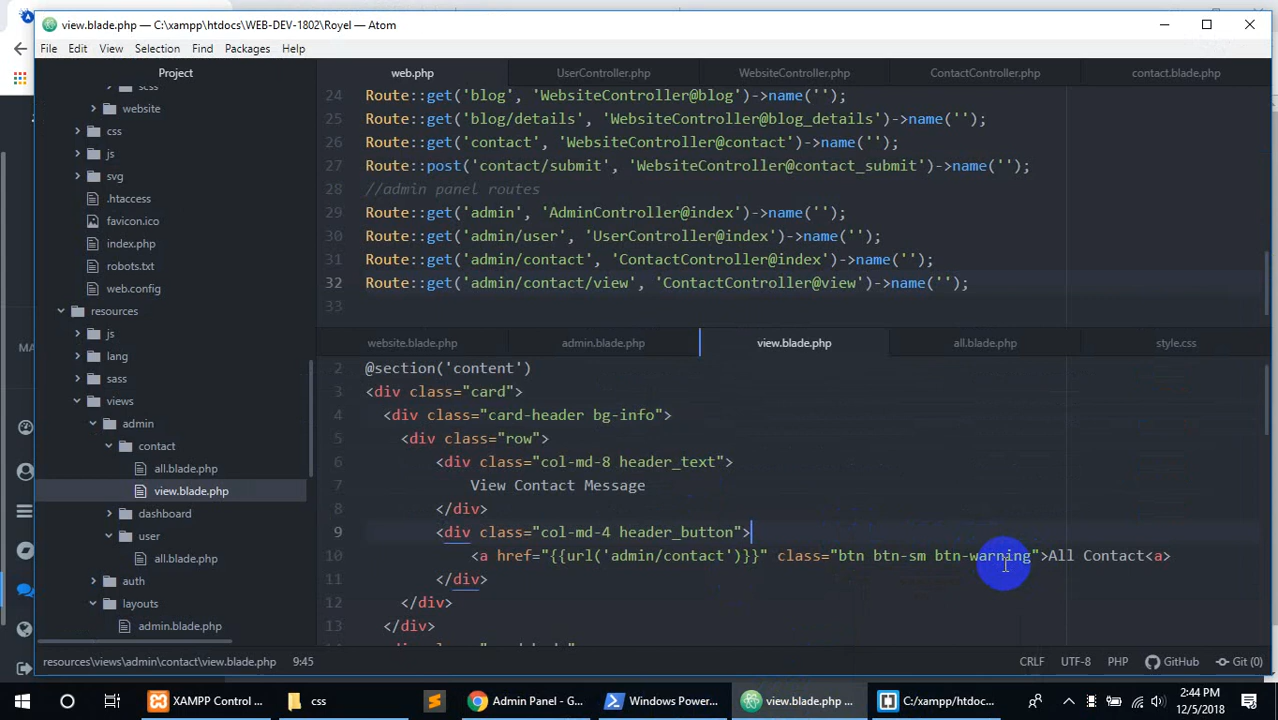 view.blade.php — C:\xampp\htdocs\WEB-DEV-1802\Royel — Atom
File Edit View Selection Find Packages Help
Project
web.php UserController.php WebsiteController.php ContactController.php contact.blade.php
scss
website
css
js
svg
.htaccess
favicon.ico
index.php
robots.txt
web.config
resources
js
lang
sass
views
admin
contact
all.blade.php
view.blade.php
dashboard
user
all.blade.php
auth
layouts
admin.blade.php
24 Route::get('blog', 'WebsiteController@blog')->name('');
25 Route::get('blog/details', 'WebsiteController@blog_details')->name('');
26 Route::get('contact', 'WebsiteController@contact')->name('');
27 Route::post('contact/submit', 'WebsiteController@contact_submit')->name('');
28 //admin panel routes
29 Route::get('admin', 'AdminController@index')->name('');
30 Route::get('admin/user', 'UserController@index')->name('');
31 Route::get('admin/contact', 'ContactController@index')->name('');
32 Route::get('admin/contact/view', 'ContactController@view')->name('');
33
website.blade.php admin.blade.php view.blade.php all.blade.php style.css
2 @section('content')
3 <div class="card">
4 <div class="card-header bg-info">
5 <div class="row">
6 <div class="col-md-8 header_text">
7 View Contact Message
8 </div>
9 <div class="col-md-4 header_button">
10 <a href="{{url('admin/contact')}}" class="btn btn-sm btn-warning">All Contact<a>
11 </div>
12 </div>
13 </div>
resources\views\admin\contact\view.blade.php 9:45 CRLF UTF-8 PHP GitHub Git (0)
XAMPP Control ... css Admin Panel - G... Windows Powe... view.blade.php ... C:/xampp/htdoc...
2:44 PM
12/5/2018